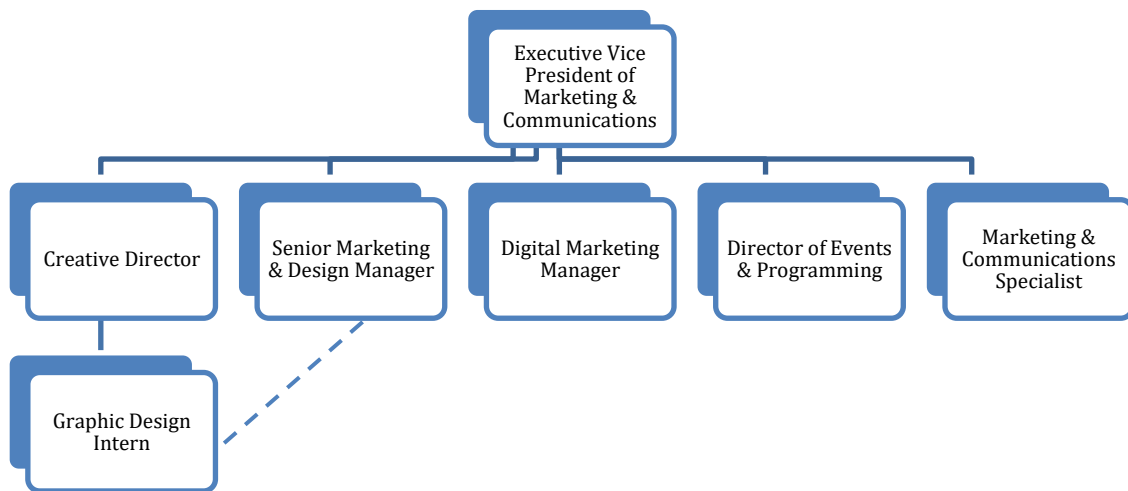 Executive Vice
President of
Marketing &
Communications
Creative Director
Senior Marketing
& Design Manager
Digital Marketing
Manager
Director of Events
& Programming
Marketing &
Communications
Specialist
Graphic Design
Intern